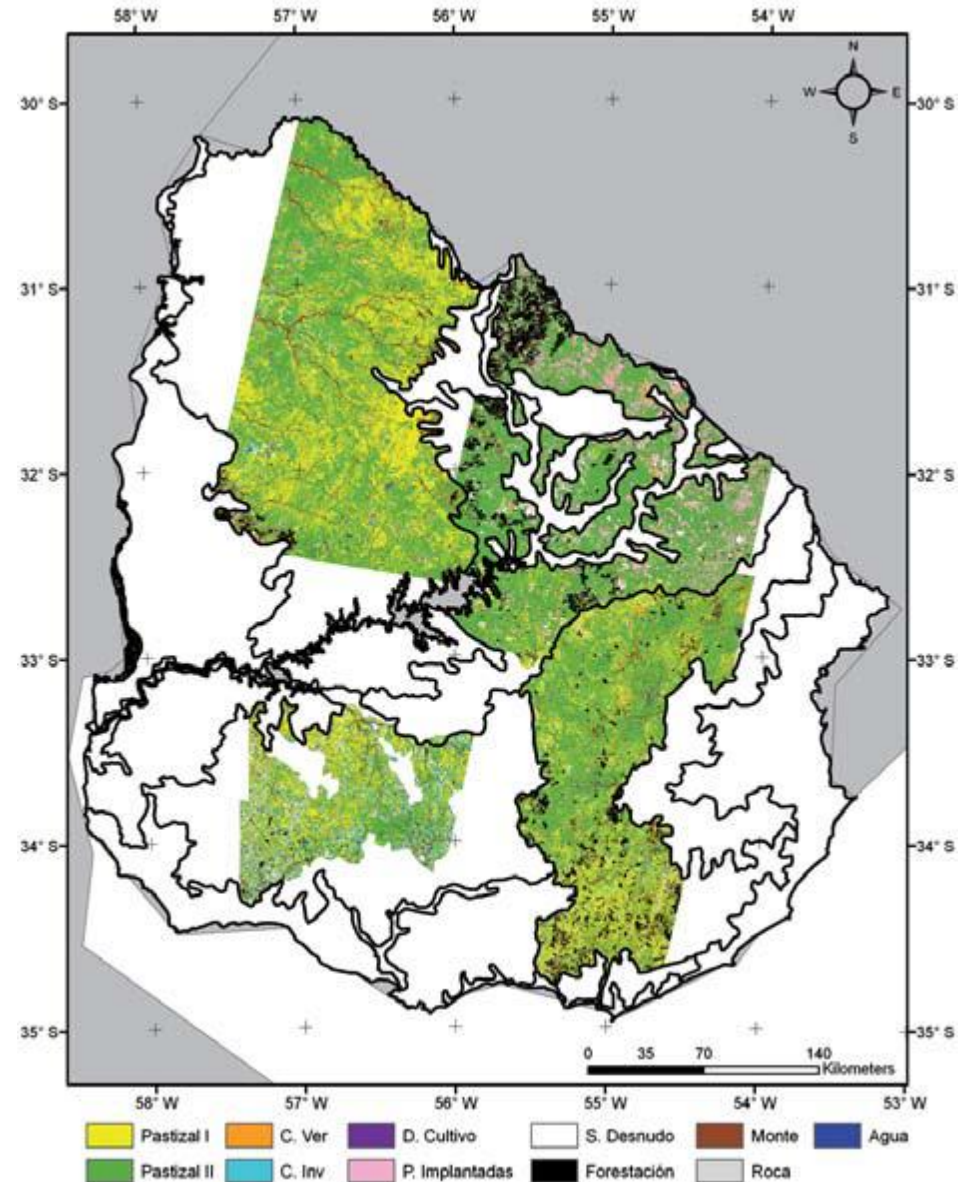 58° W 57° W 56° W 55° W 54° W
N
W E
S
30° S 30° S
31° S 31° S
32° S 32° S
33° S 33° S
34° S 34° S
35° S 35° S
0 35 70 140
Kilometers
58° W 57° W 56° W 55° W 54° W 53° W
Pastizal I C. Ver D. Cultivo S. Desnudo Monte Agua
Pastizal II C. Inv P. Implantadas Forestación Roca